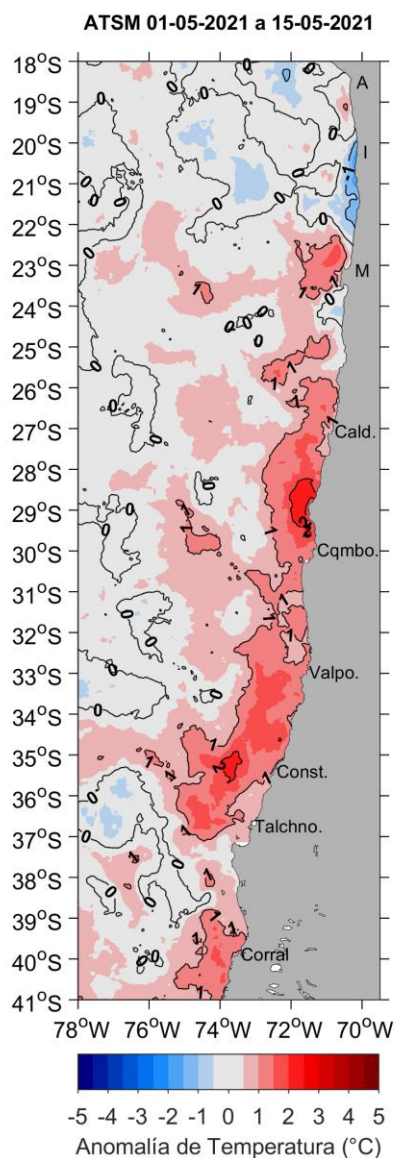 ATSM 01-05-2021 a 15-05-2021
18°S
19°S
20°S
21°S
22°S
23°S
24°S
25°S
26°S
27°S
28°S
29°S
30°S
31°S
32°S
33°S
34°S
35°S
36°S
37°S
38°S
39°S
40°S
41°S
A
I
M
Cald.
Cqmbo.
Valpo.
Const.
Talchno.
Corral
78°W 76°W 74°W 72°W 70°W
-5 -4 -3 -2 -1 0 1 2 3 4 5
Anomalía de Temperatura (°C)